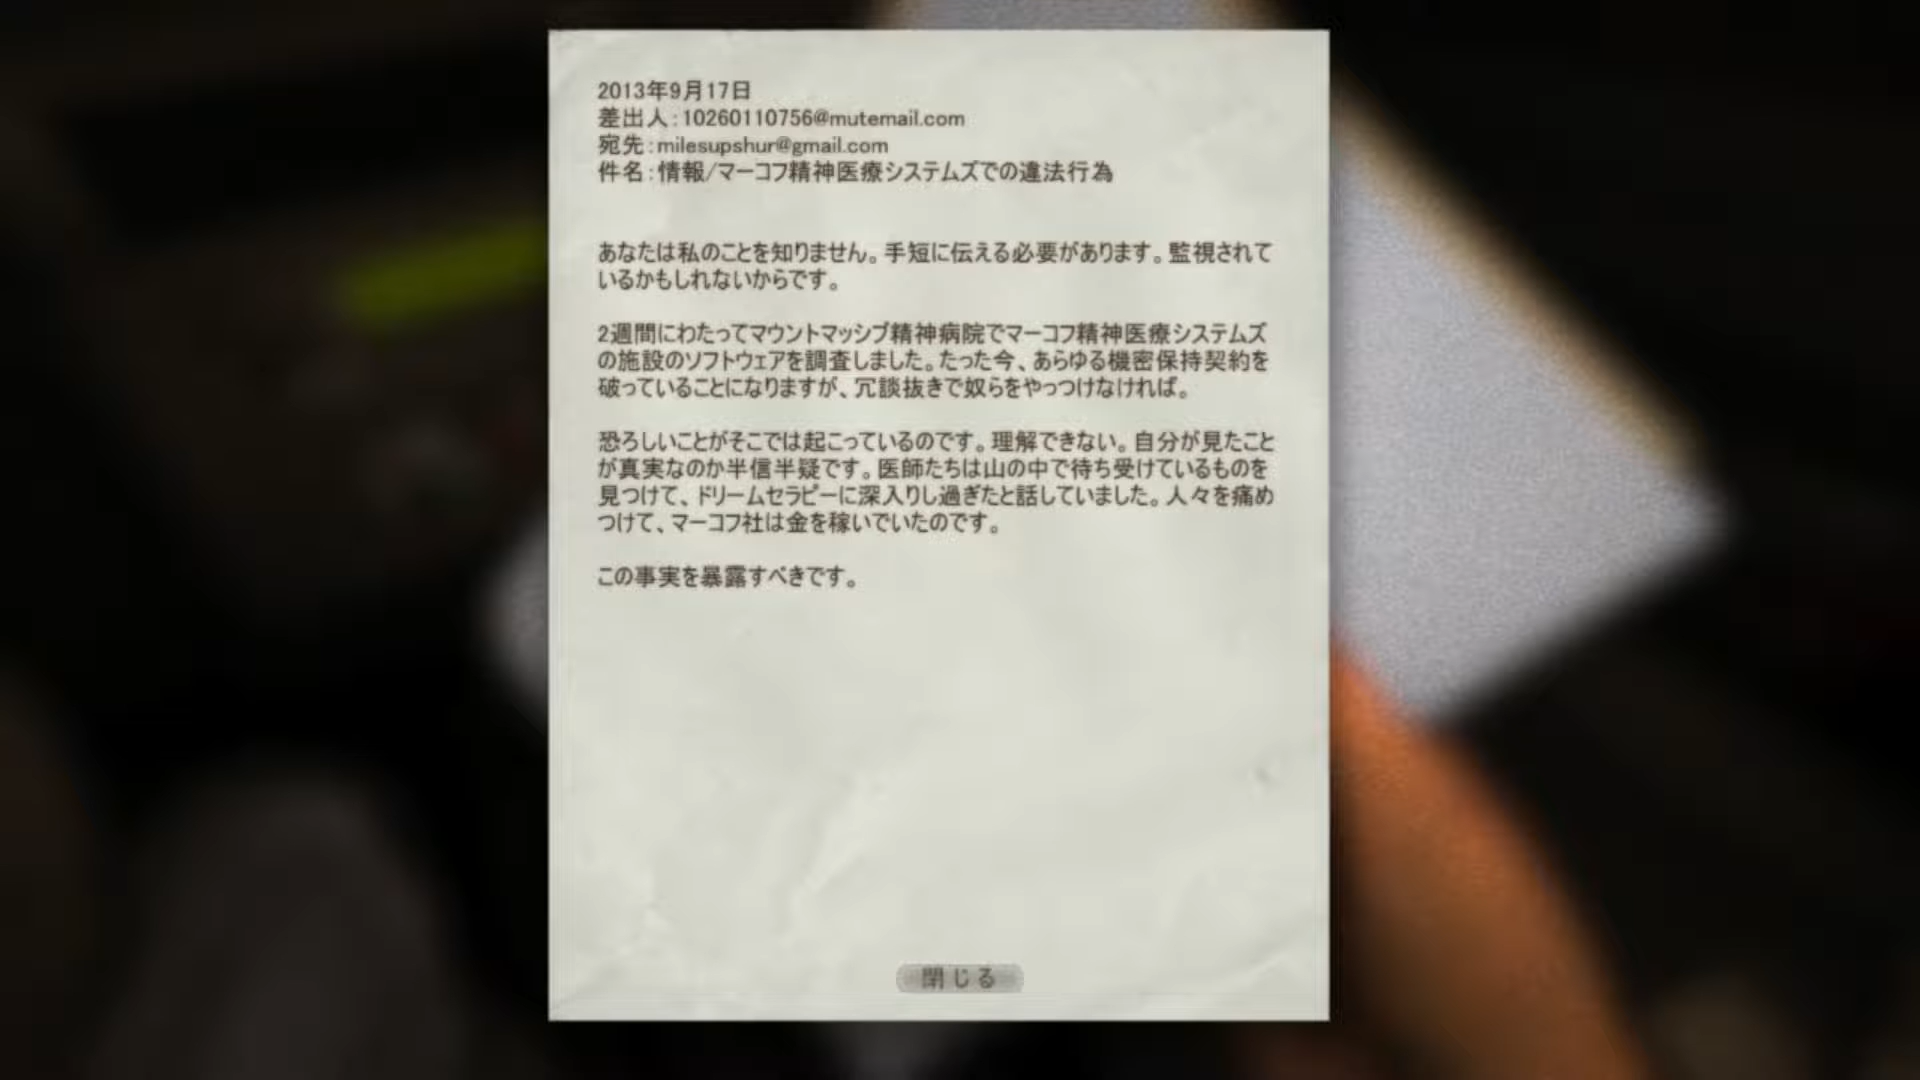 2013年9月17日
差出人:10260110756@mutemail.com
宛先:milesupshur@gmail.com
件名:情報/マーコフ精神医療システムズでの違法行為
あなたは私のことを知りません。手短に伝える必要があります。監視されて
いるかもしれないからです。
2週間にわたってマウントマッシブ精神病院でマーコフ精神医療システムズ
の施設のソフトウェアを調査しました。たった今、あらゆる機密保持契約を
破っていることになりますが、冗談抜きで奴らをやっつけなければ。
恐ろしいことがそこでは起こっているのです。理解できない。自分が見たこと
が真実なのか半信半疑です。医師たちは山の中で待ち受けているものを
見つけて、ドリームセラピーに深入りし過ぎたと話していました。人々を痛め
つけて、マーコフ社は金を稼いでいたのです。
この事実を暴露すべきです。
閉じる